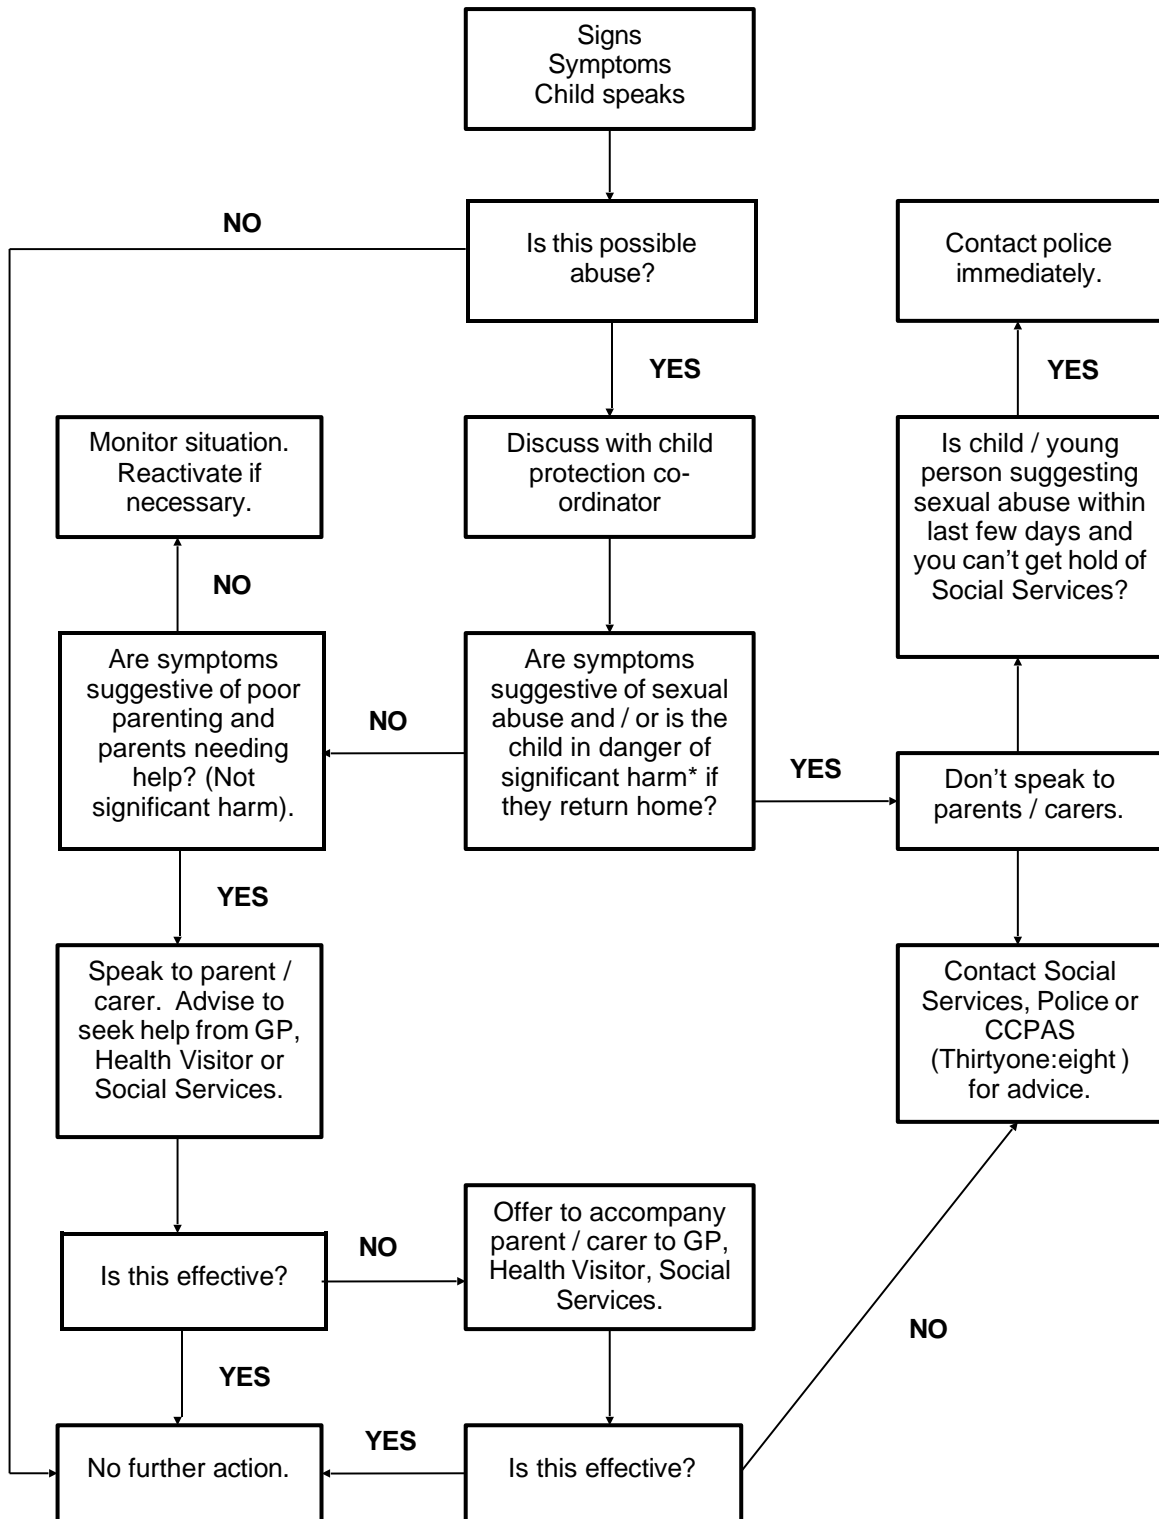 Signs
Symptoms
Child speaks
NO
Is this possible
abuse?
Contact police
immediately.
YES
YES
Monitor situation.
Reactivate if
necessary.
Discuss with child
protection co-
ordinator
Is child / young
person suggesting
sexual abuse within
last few days and
you can’t get hold of
Social Services?
NO
Are symptoms
suggestive of poor
parenting and
parents needing
help? (Not
significant harm).
NO
Are symptoms
suggestive of sexual
abuse and / or is the
child in danger of
significant harm* if
they return home?
YES
Don’t speak to
parents / carers.
YES
Speak to parent /
carer. Advise to
seek help from GP,
Health Visitor or
Social Services.
Contact Social
Services, Police or
CCPAS
(Thirtyone:eight )
for advice.
Is this effective?
NO
Offer to accompany
parent / carer to GP,
Health Visitor, Social
Services.
NO
YES
No further action.
YES
Is this effective?